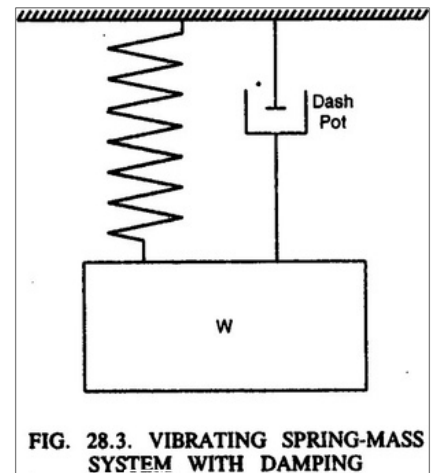 Dash
Pot
W
FIG. 28.3. VIBRATING SPRING-MASS
SYSTEM WITH DAMPING